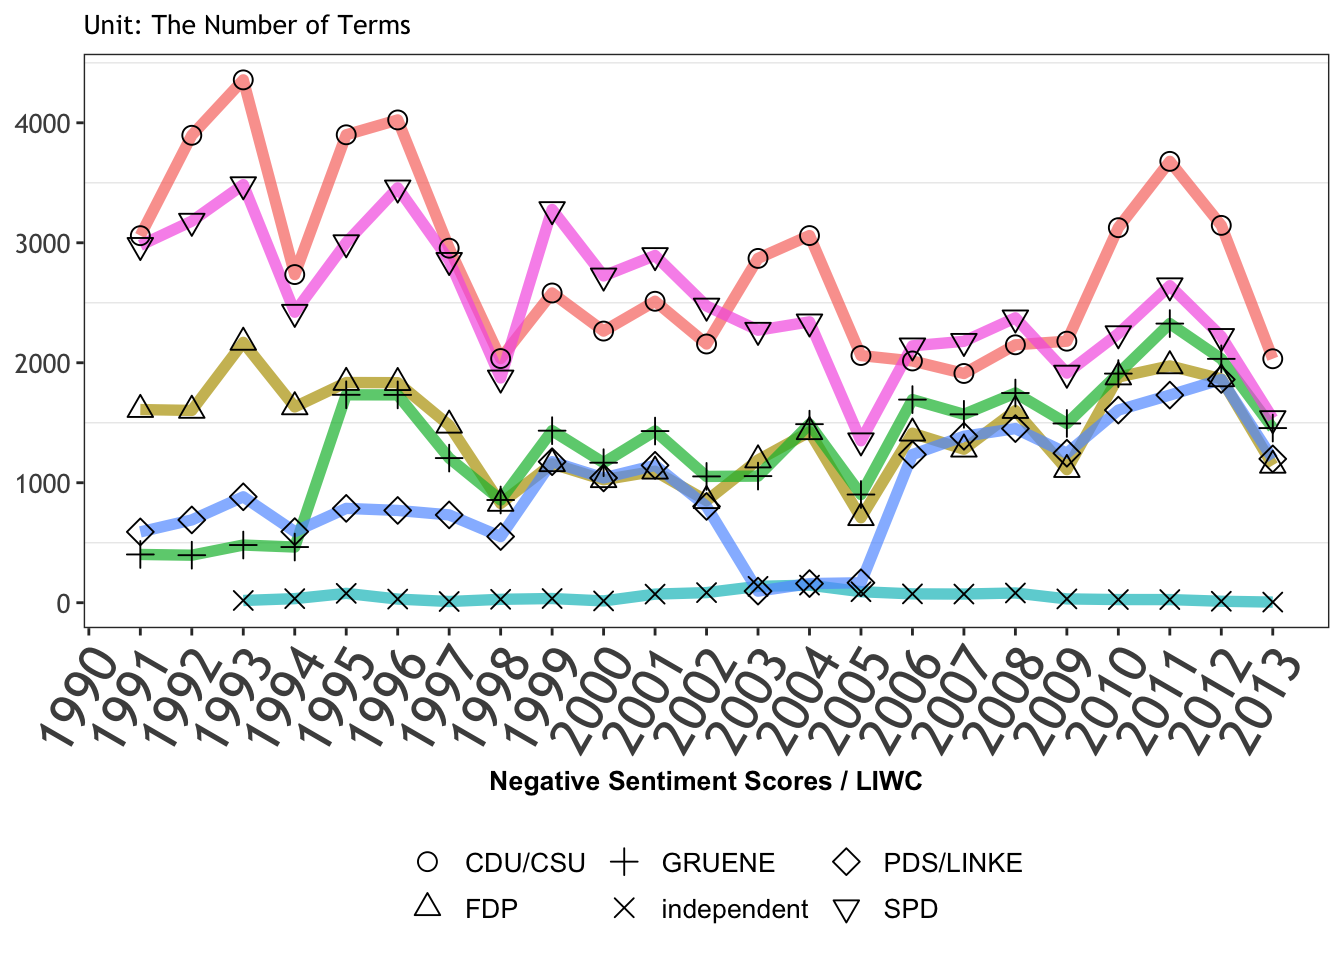 Unit: The Number of Terms
4000
3000
2000
1000
0
1990 1991 1992 1993 1994 1995 1996 1997 1998 1999 2000 2001 2002 2003 2004 2005 2006 2007 2008 2009 2010 2011 2012 2013
Negative Sentiment Scores / LIWC
CDU/CSU GRUENE PDS/LINKE
FDP independent SPD